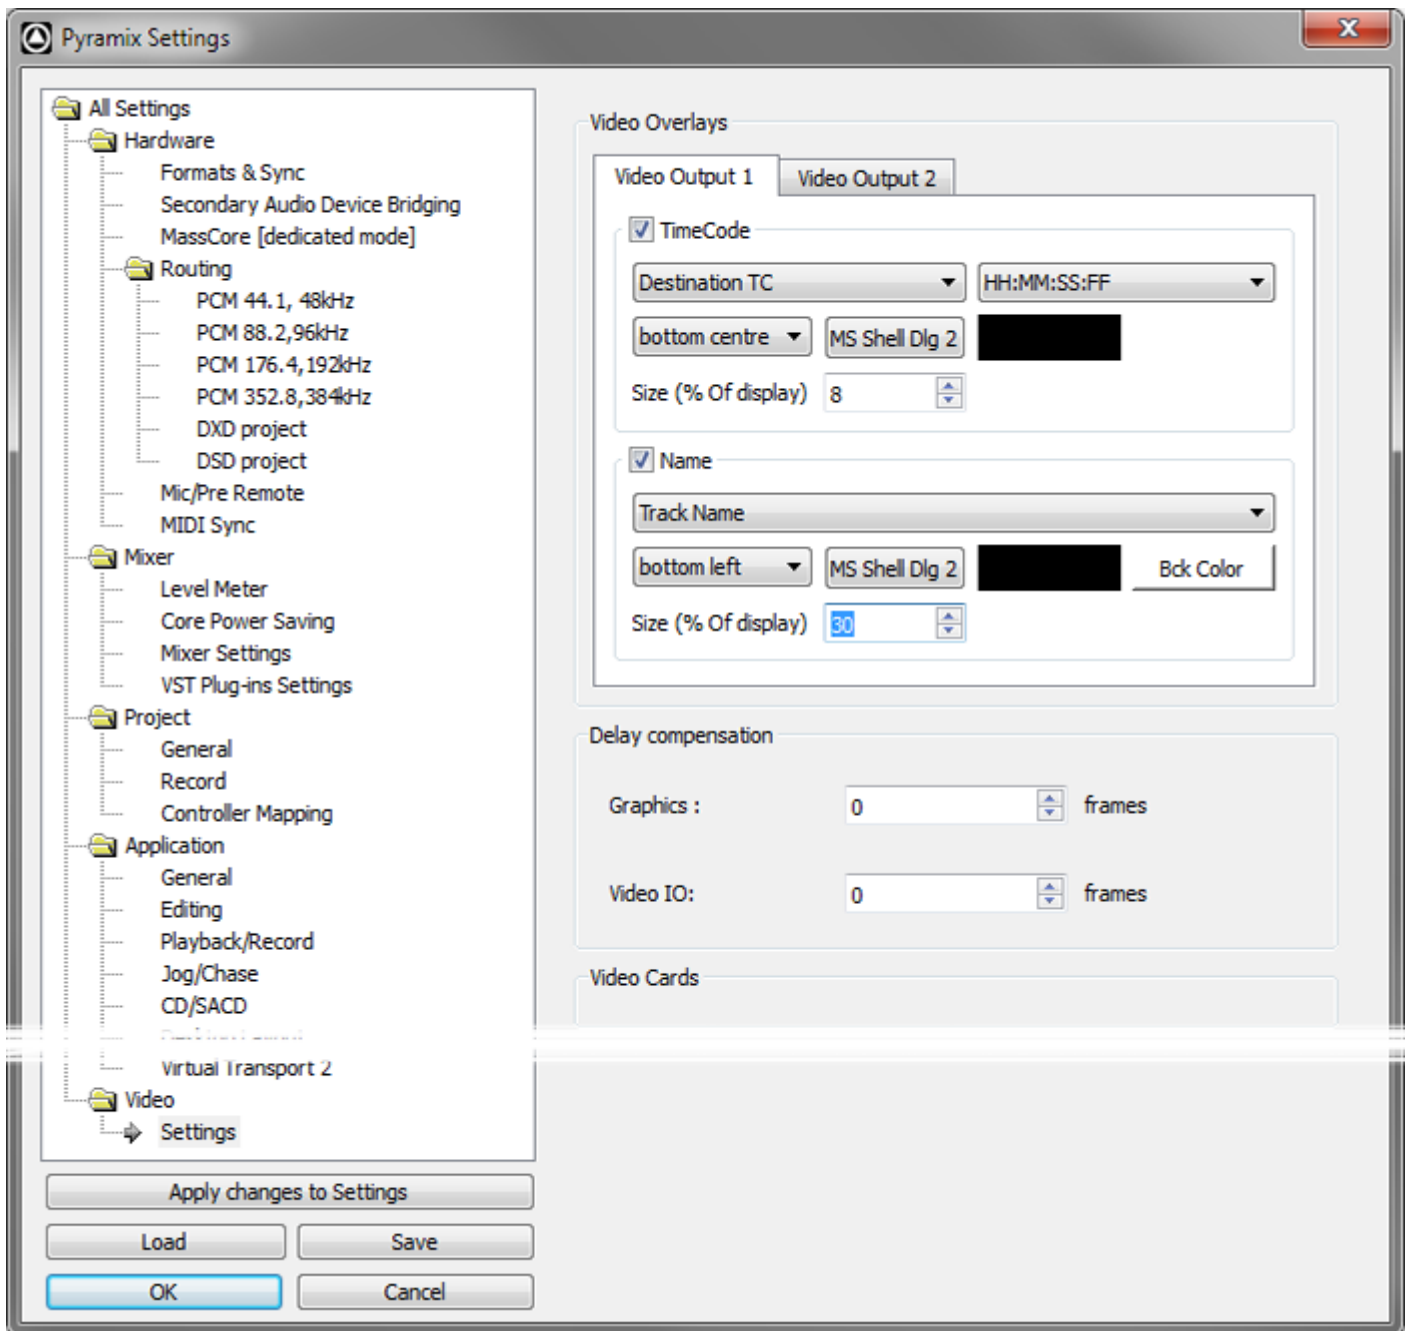 Pyramix Settings
All Settings
Hardware
Formats & Sync
Secondary Audio Device Bridging
MassCore [dedicated mode]
Routing
PCM 44.1, 48kHz
PCM 88.2,96kHz
PCM 176.4,192kHz
PCM 352.8,384kHz
DXD project
DSD project
Mic/Pre Remote
MIDI Sync
Mixer
Level Meter
Core Power Saving
Mixer Settings
VST Plug-ins Settings
Project
General
Record
Controller Mapping
Application
General
Editing
Playback/Record
Jog/Chase
CD/SACD
Virtual Transport 2
Video
Settings
Apply changes to Settings
Load Save
OK Cancel
Video Overlays
Video Output 1 Video Output 2
TimeCode
Destination TC HH:MM:SS:FF
bottom centre MS Shell Dlg 2
Size (% Of display) 8
Name
Track Name
bottom left MS Shell Dlg 2 Bck Color
Size (% Of display) 30
Delay compensation
Graphics : 0 frames
Video IO: 0 frames
Video Cards